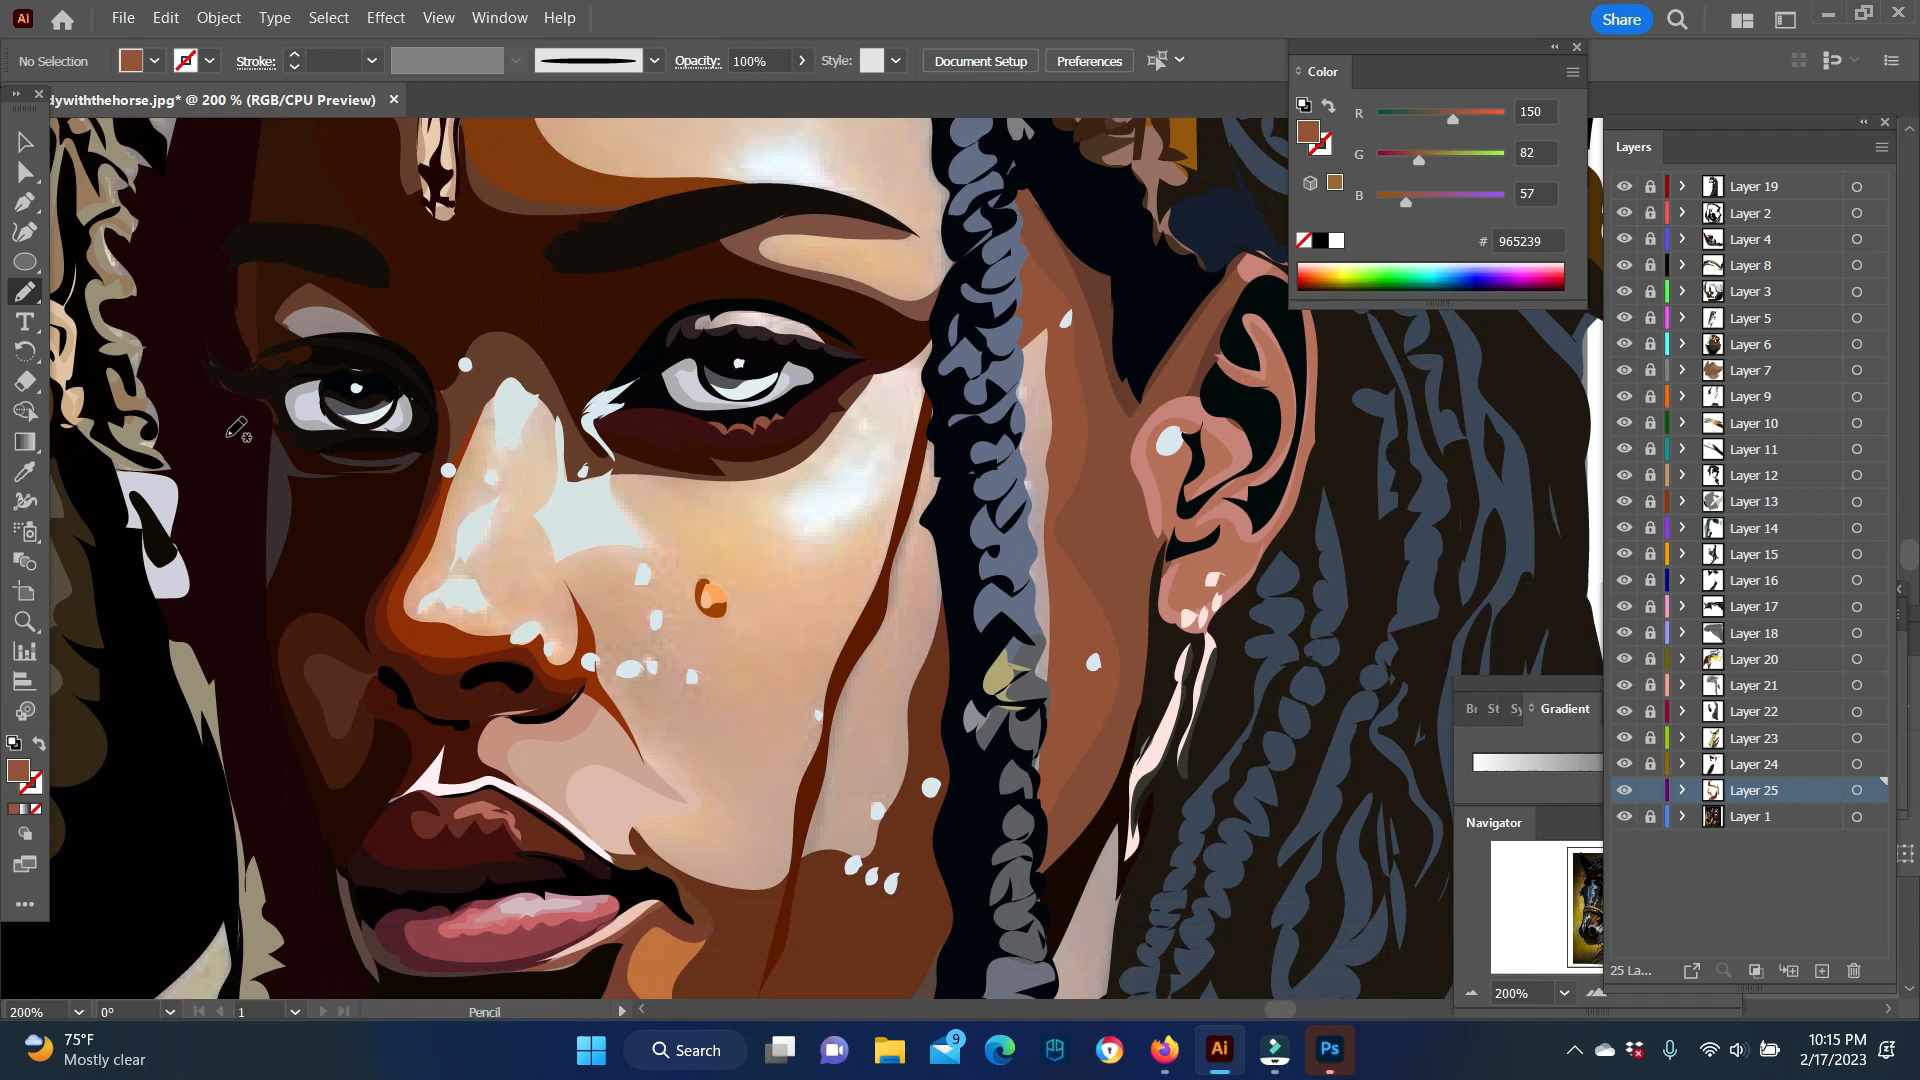 Ai File Edit Object Type Select Effect View Window Help Share
No Selection Stroke: Opacity: 100% Style: Document Setup Preferences
dywiththehorse.jpg* @ 200 % (RGB/CPU Preview)
Color
R 150
G 82
B 57
# 965239
Layers
Layer 19
Layer 2
Layer 4
Layer 8
Layer 3
Layer 5
Layer 6
Layer 7
Layer 9
Layer 10
Layer 11
Layer 12
Layer 13
Layer 14
Layer 15
Layer 16
Layer 17
Layer 18
Layer 20
Layer 21
Layer 22
Layer 23
Layer 24
Layer 25
Layer 1
25 La...
Br St Sy Gradient
Navigator
200%
200% 0° 1 Pencil
75°F
Mostly clear
Search
9
Ai
Ps
10:15 PM
2/17/2023